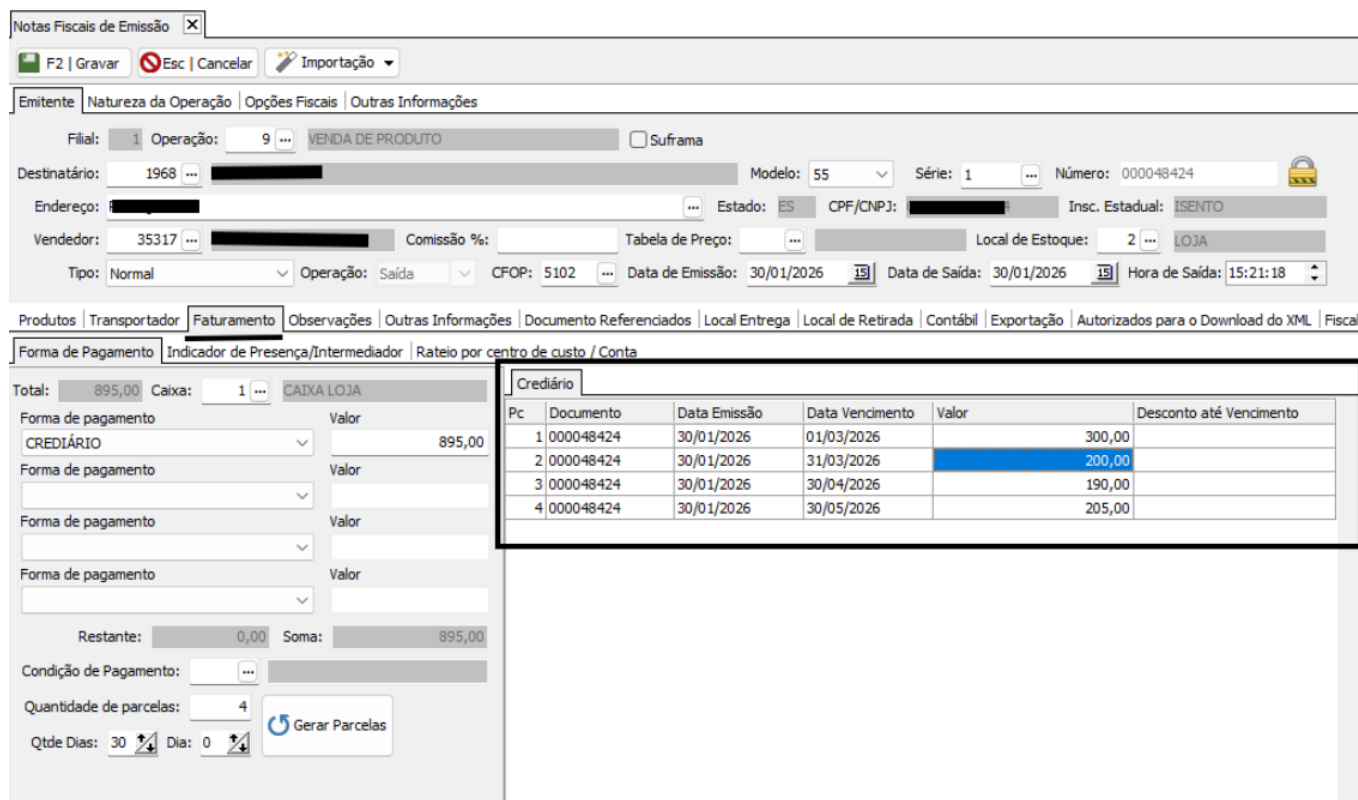 Notas Fiscais de Emissão
F2 | Gravar Esc | Cancelar Importação
Emitente Natureza da Operação Opções Fiscais Outras Informações
Filial: 1 Operação: 9 ... VENDA DE PRODUTO Suframa
Destinatário: 1968 ... Modelo: 55 Série: 1 ... Número: 000048424
Endereço: ... Estado: ES CPF/CNPJ: Insc. Estadual: ISENTO
Vendedor: 35317 ... Comissão %: Tabela de Preço: ... Local de Estoque: 2 ... LOJA
Tipo: Normal Operação: Saída CFOP: 5102 ... Data de Emissão: 30/01/2026 15 Data de Saída: 30/01/2026 15 Hora de Saída: 15:21:18
Produtos Transportador Faturamento Observações Outras Informações Documento Referenciados Local Entrega Local de Retirada Contábil Exportação Autorizados para o Download do XML Fiscal
Forma de Pagamento Indicador de Presença/Intermediador Rateio por centro de custo / Conta
Total: 895,00 Caixa: 1 ... CAIXA LOJA
Forma de pagamento Valor
CREDIÁRIO 895,00
Forma de pagamento Valor
Forma de pagamento Valor
Forma de pagamento Valor
Restante: 0,00 Soma: 895,00
Condição de Pagamento: ...
Quantidade de parcelas: 4
Gerar Parcelas
Qtde Dias: 30 Dia: 0
Crediário
Pc Documento Data Emissão Data Vencimento Valor Desconto até Vencimento
1 000048424 30/01/2026 01/03/2026 300,00
2 000048424 30/01/2026 31/03/2026 200,00
3 000048424 30/01/2026 30/04/2026 190,00
4 000048424 30/01/2026 30/05/2026 205,00